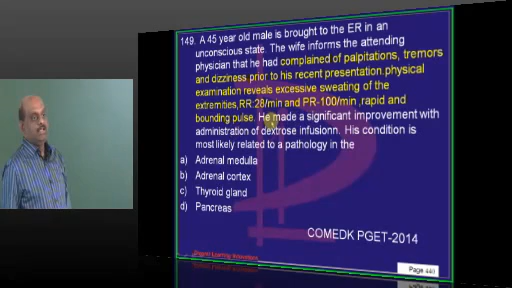 149. A 45 year old male is brought to the ER in an
unconscious state. The wife informs the attending
physician that he had complained of palpitations, tremors
and dizziness prior to his recent presentation.physical
examination reveals excessive sweating of the
extremities,RR:28/min and PR-100/min ,rapid and
bounding pulse. He made a significant improvement with
administration of dextrose infusionn. His condition is
most likely related to a pathology in the
a) Adrenal medulla
b) Adrenal cortex
c) Thyroid gland
d) Pancreas
COMEDK PGET-2014
Learning
Page 449